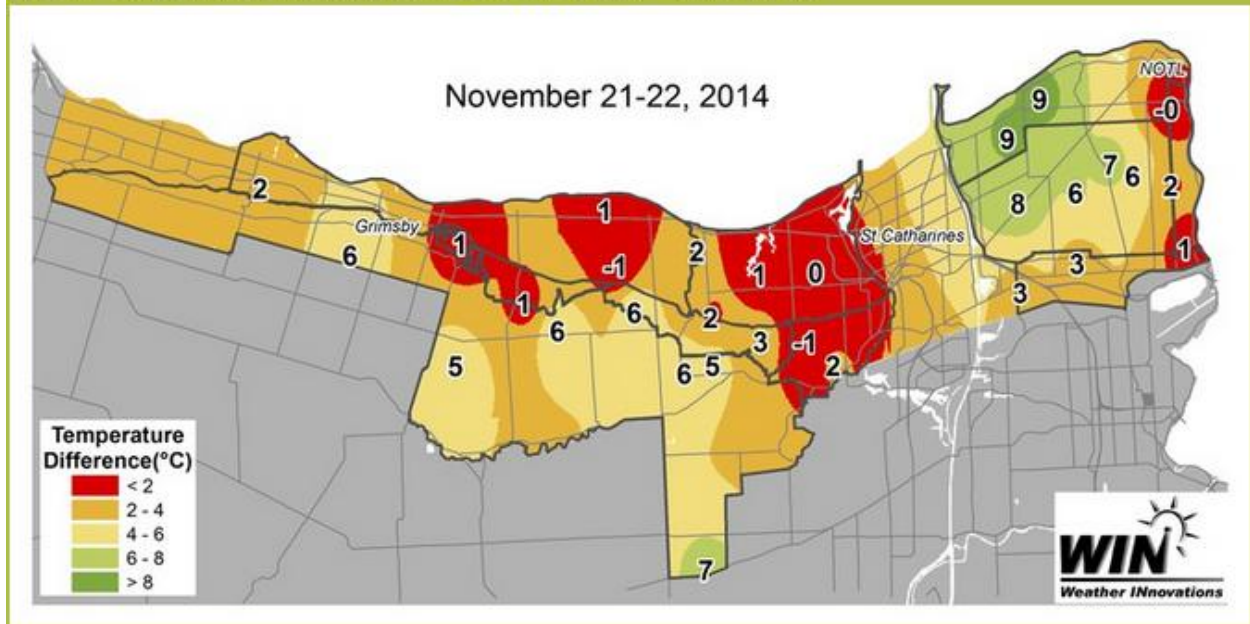 November 21-22, 2014
NOTL
9
-0
9
7
6
2
6
2
8
1
Grimsby
1
2
St. Catharines
6
1
-1
1
0
3
1
3
6
6
2
5
3
-1
6
5
2
7
Temperature
Difference(°C)
< 2
2 - 4
4 - 6
6 - 8
> 8
WIN
Weather INnovations